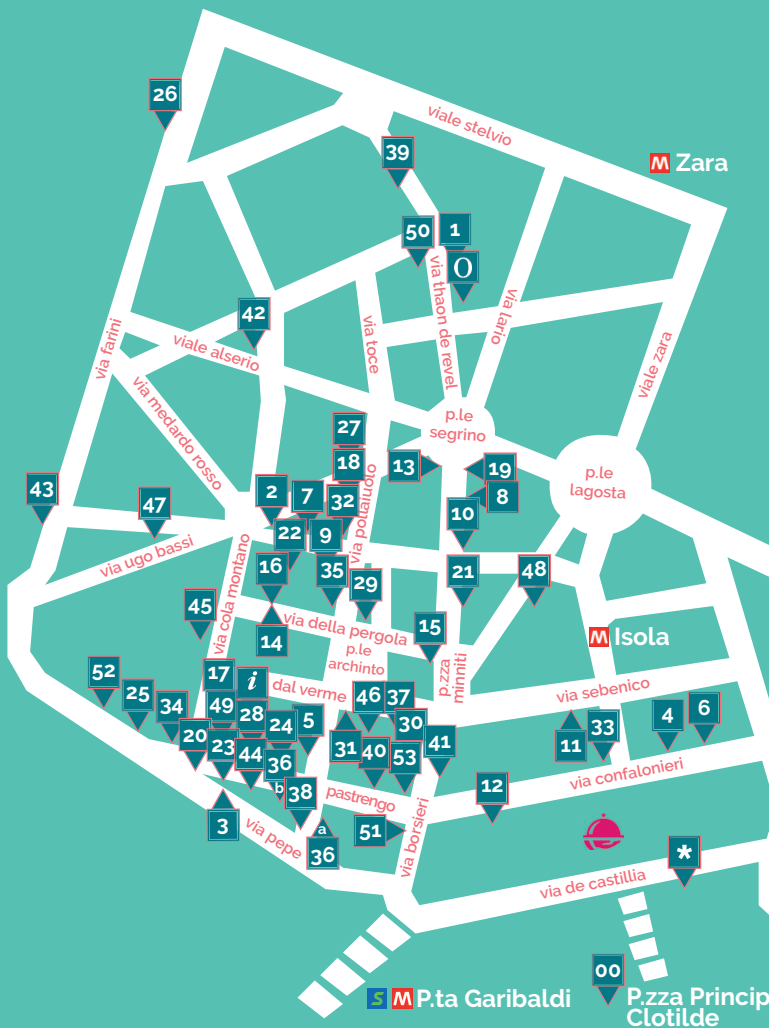 26
viale stelvio
39
M Zara
50
1
O
via thaon de revel
via lario
42
via farini
viale alserio
via toce
viale zara
via medardo rosso
p.le
segrino
27
18
13
19
8
p.le
lagosta
43
47
2
7
32
10
via pollaiuolo
22
9
via ugo bassi
16
35
29
21
48
via cola montano
45
14
via della pergola
15
p.le
archinto
M Isola
52
25
34
17
i
dal verme
46
37
p.zza
minniti
via sebenico
49
28
24
5
30
4
6
20
23
44
36
b
31
40
53
41
11
33
via confalonieri
38
pastrengo
12
3
via pepe
a
36
51
via borsieri
*
via de castillia
00
S M P.ta Garibaldi
P.zza Princip
Clotilde